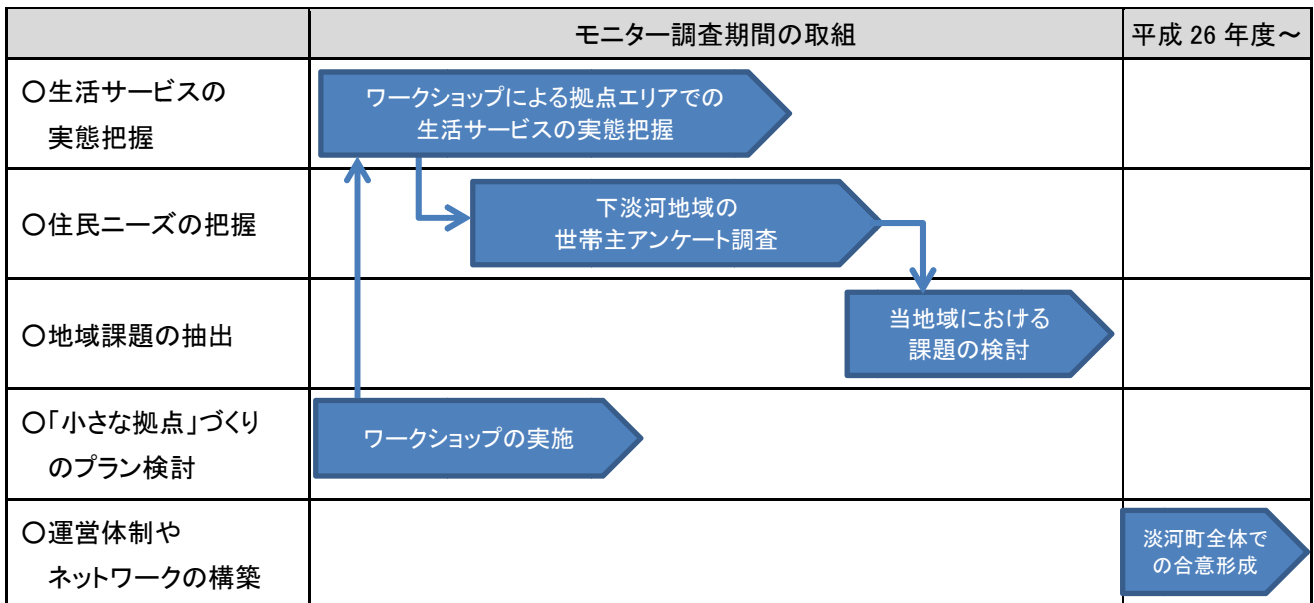 モニター調査期間の取組
平成 26 年度～
○生活サービスの
実態把握
ワークショップによる拠点エリアでの
生活サービスの実態把握
○住民ニーズの把握
下淡河地域の
世帯主アンケート調査
○地域課題の抽出
当地域における
課題の検討
○「小さな拠点」づくり
のプラン検討
ワークショップの実施
○運営体制や
ネットワークの構築
淡河町全体で
の合意形成